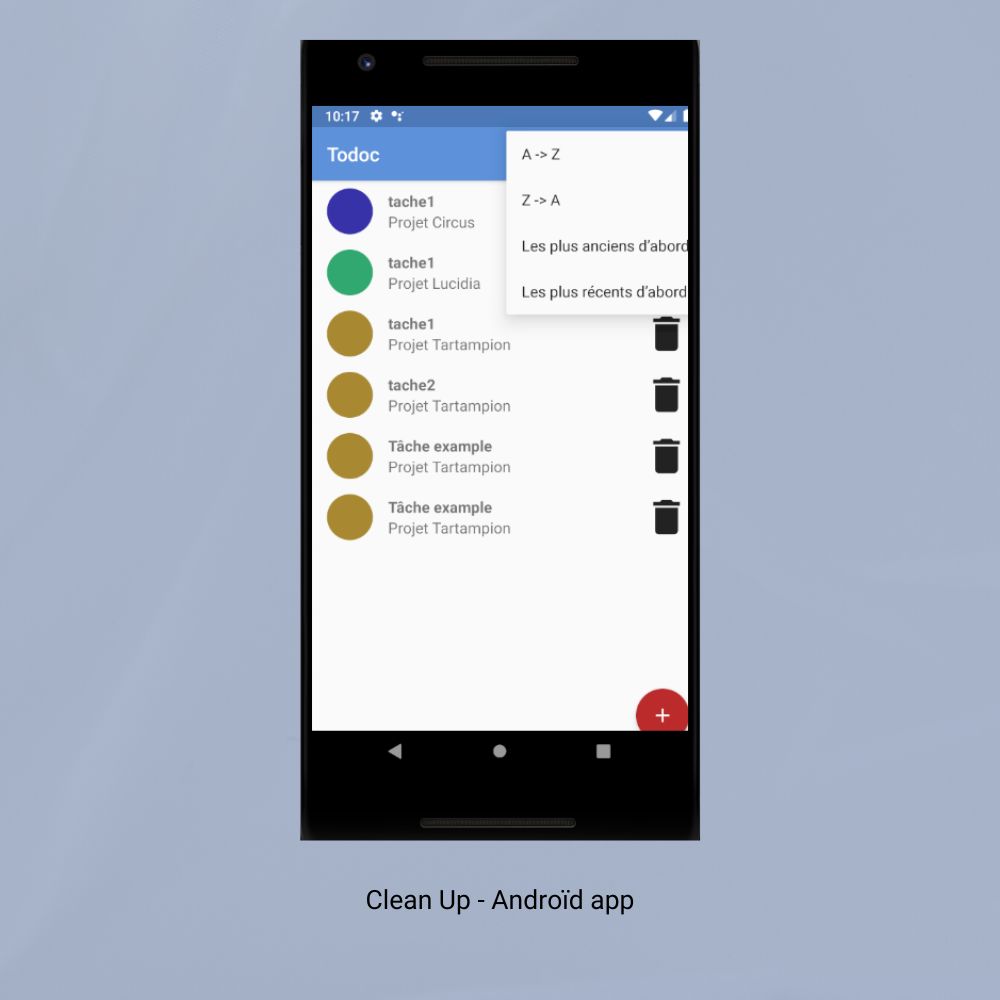 10:17
Todoc
A -> Z
Z -> A
Les plus anciens d’abord
Les plus récents d’abord
tache1
Projet Circus
tache1
Projet Lucidia
tache1
Projet Tartampion
tache2
Projet Tartampion
Tâche example
Projet Tartampion
Tâche example
Projet Tartampion
+
Clean Up - Androïd app